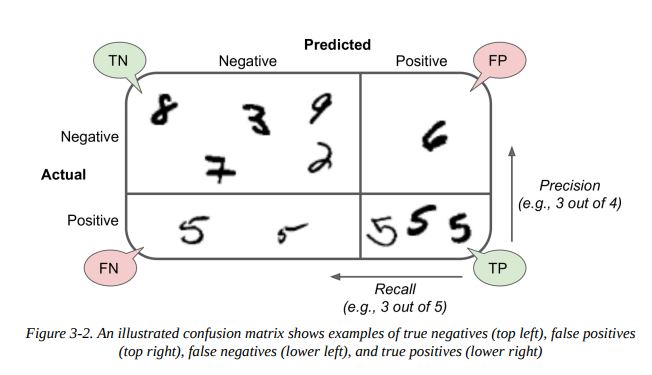 Predicted
TN
Negative
Positive
FP
8 3 9
6
Negative
7 2
Actual
Precision
(e.g., 3 out of 4)
Positive
5 5
5 5 5
FN
TP
Recall
(e.g., 3 out of 5)
Figure 3-2. An illustrated confusion matrix shows examples of true negatives (top left), false positives
(top right), false negatives (lower left), and true positives (lower right)